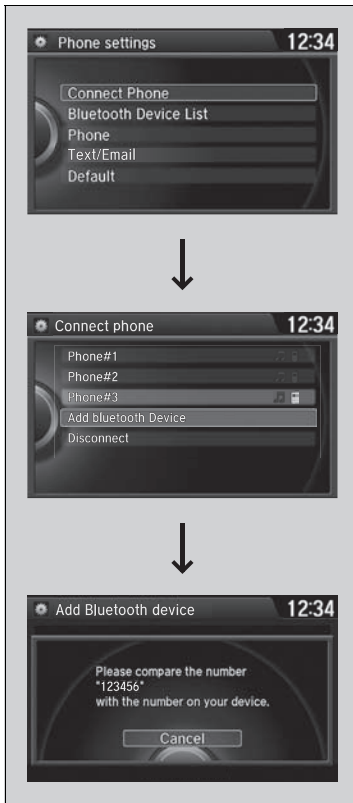 Phone settings 12:34
Connect Phone
Bluetooth Device List
Phone
Text/Email
Default
Connect phone 12:34
Phone#1
Phone#2
Phone#3
Add bluetooth Device
Disconnect
Add Bluetooth device 12:34
Please compare the number
"123456"
with the number on your device.
Cancel